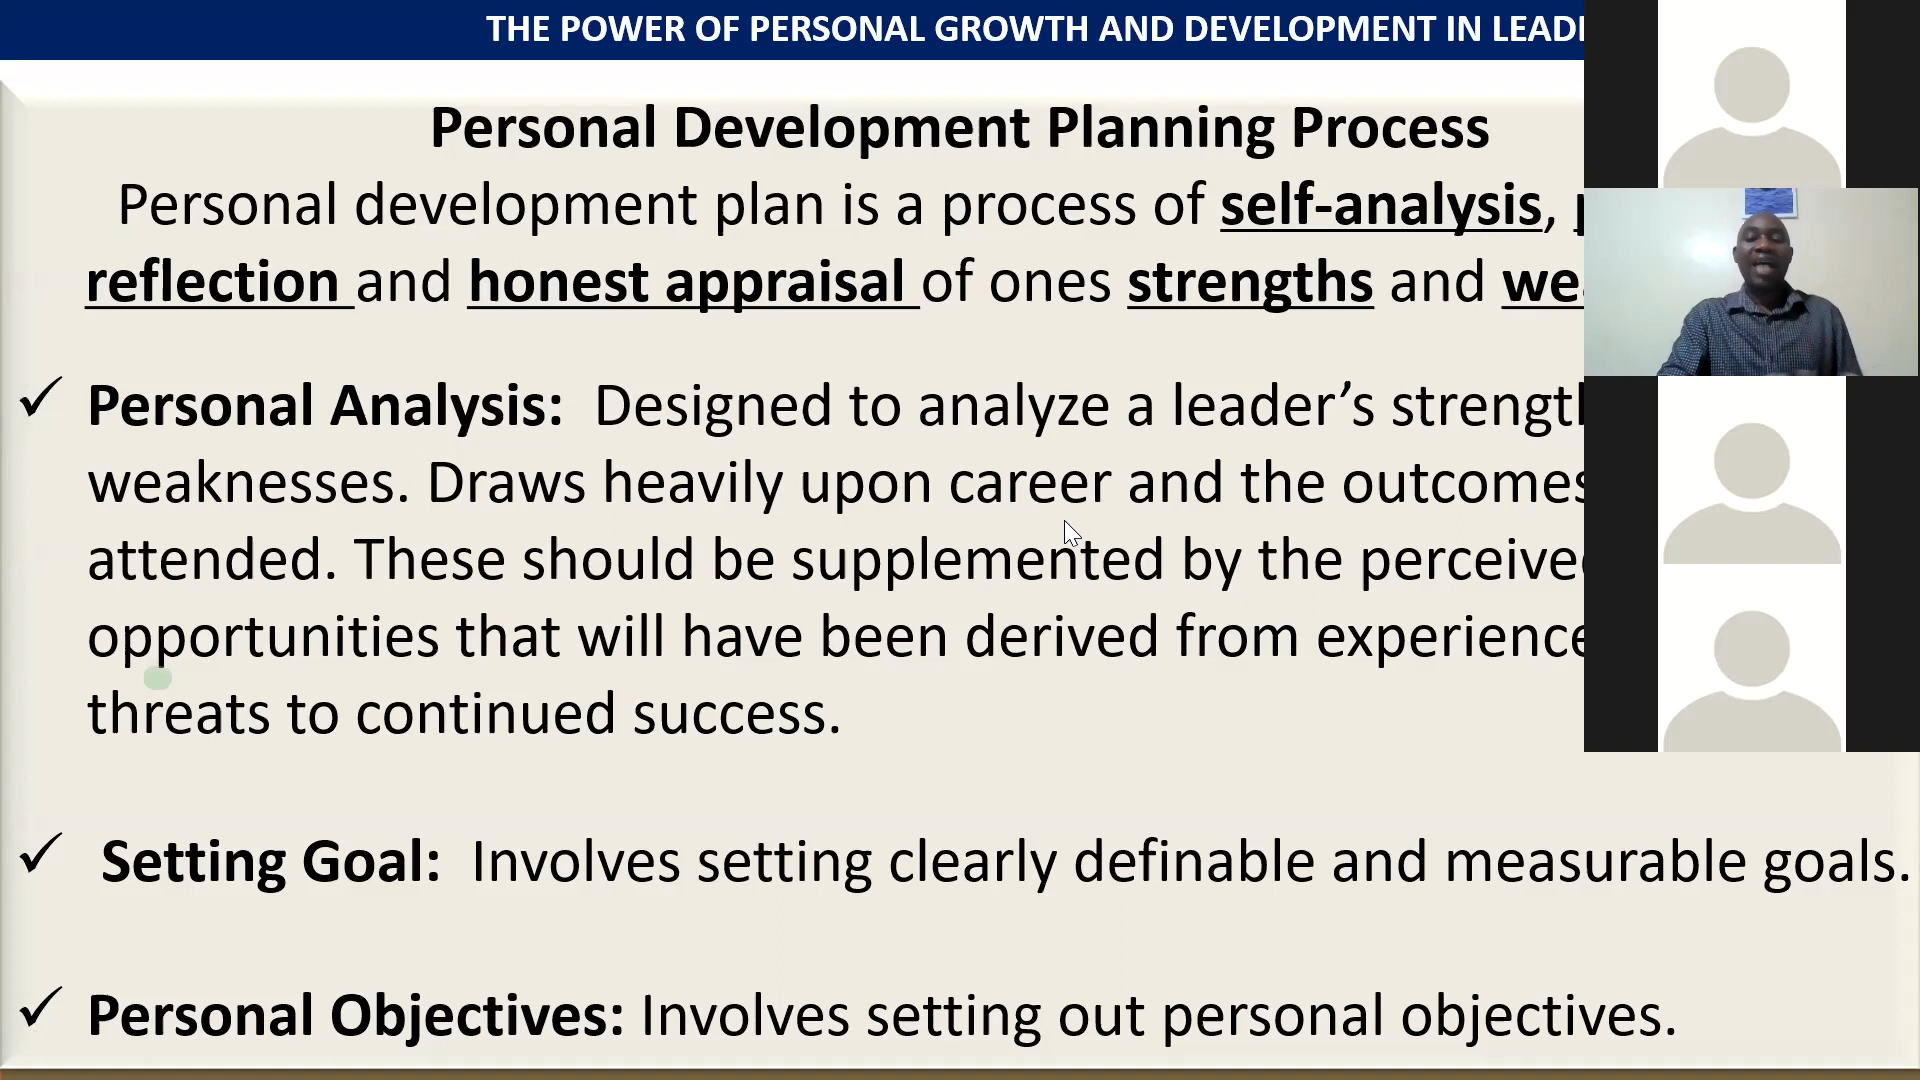 THE POWER OF PERSONAL GROWTH AND DEVELOPMENT IN
Personal Development Planning Process
Personal development plan is a process of self-analysis,
reflection and honest appraisal of ones strengths and
✓ Personal Analysis: Designed to analyze a leader’s
weaknesses. Draws heavily upon career and the outcomes
attended. These should be supplemented by the
opportunities that will have been derived from
threats to continued success.
✓ Setting Goal: Involves setting clearly definable and measurable goals.
✓ Personal Objectives: Involves setting out personal objectives.